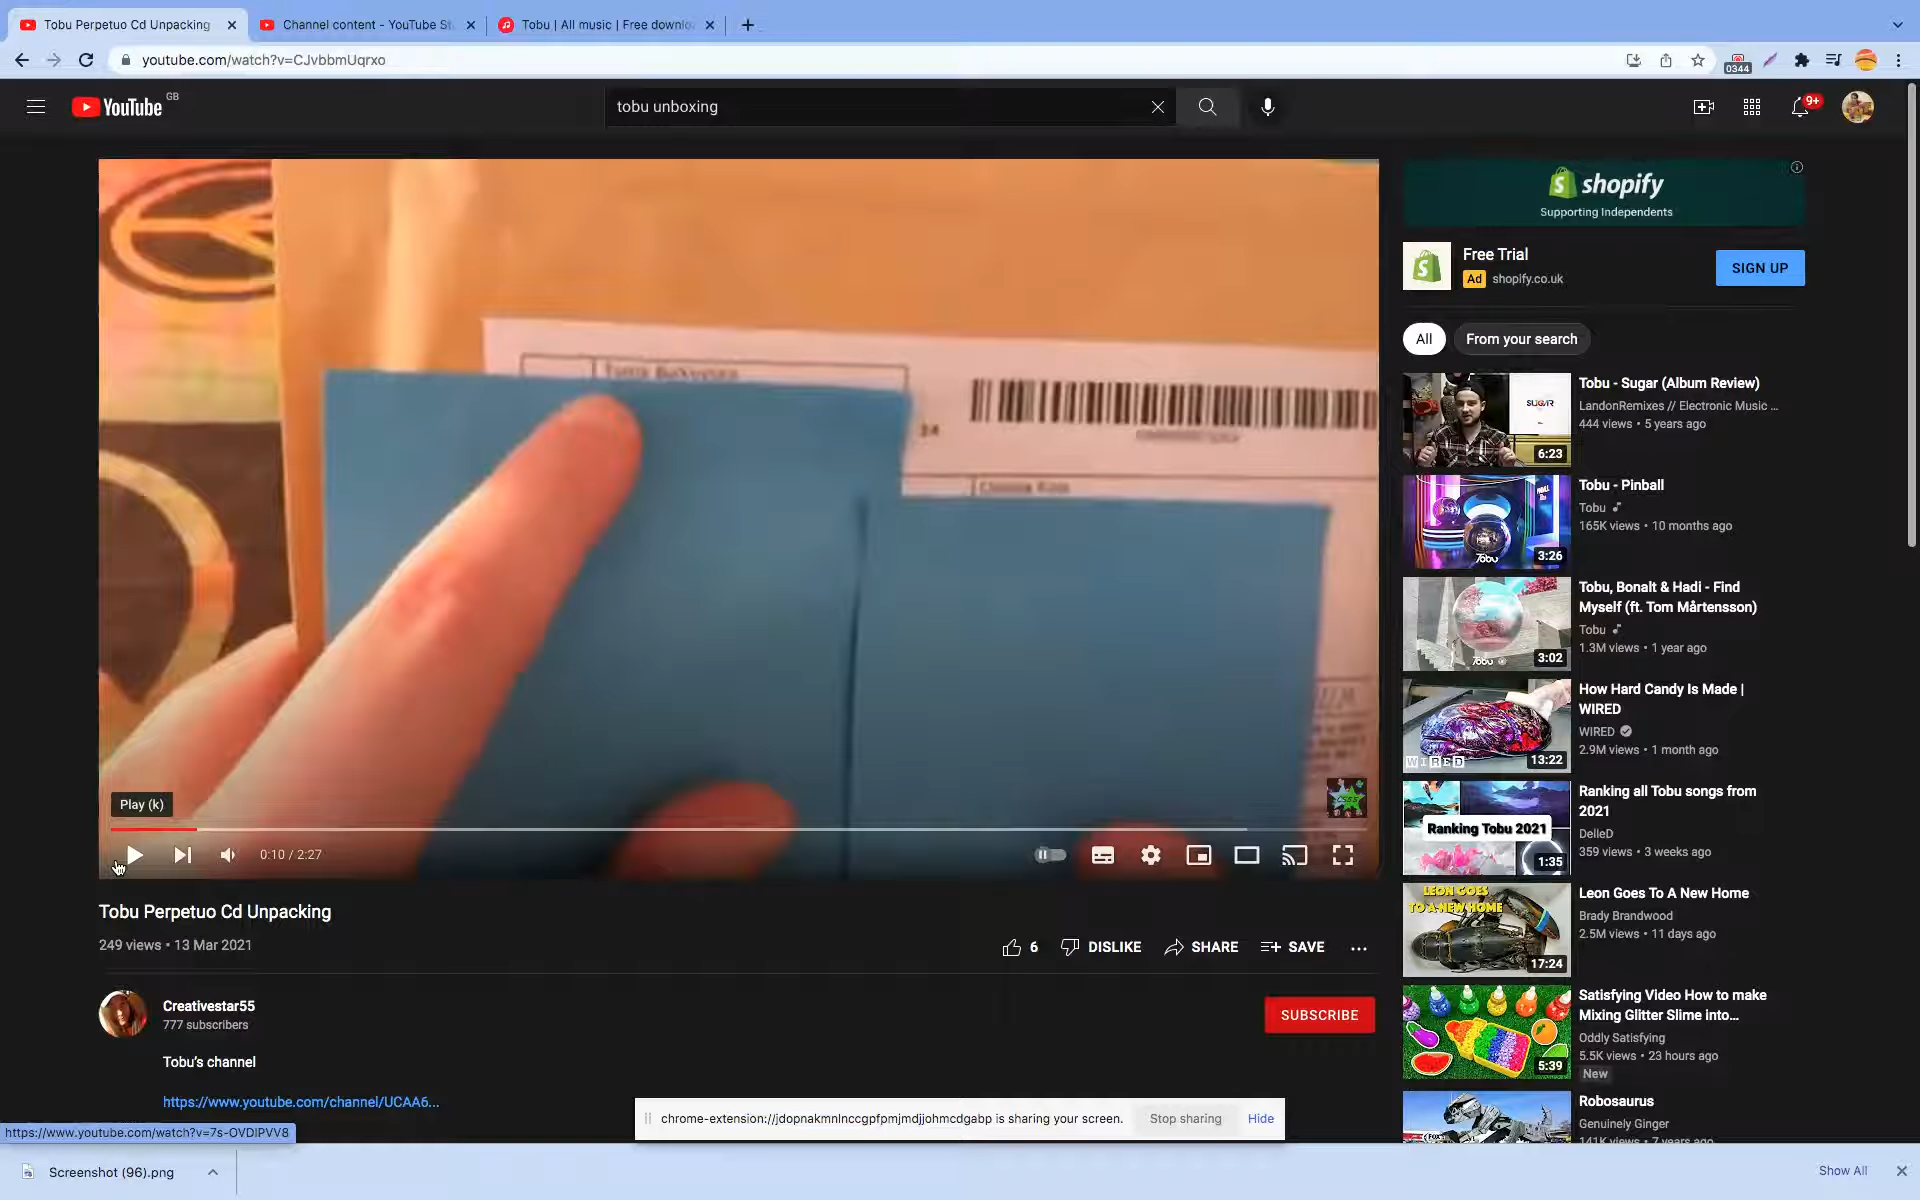 Tobu Perpetuo Cd Unpacking
Channel content - YouTube St
Tobu | All music | Free downlo
youtube.com/watch?v=CJvbbmUqrxo
0344
YouTube GB
tobu unboxing
9+
shopify
Supporting Independents
Free Trial
Ad shopify.co.uk
SIGN UP
All
From your search
SUGAR
6:23
Tobu - Sugar (Album Review)
LandonRemixes // Electronic Music ...
444 views • 5 years ago
3:26
Tobu - Pinball
Tobu
165K views • 10 months ago
3:02
Tobu, Bonalt & Hadi - Find
Myself (ft. Tom Mårtensson)
Tobu
1.3M views • 1 year ago
WIRED
13:22
How Hard Candy Is Made |
WIRED
WIRED
2.9M views • 1 month ago
Ranking Tobu 2021
1:35
Ranking all Tobu songs from
2021
DelleD
359 views • 3 weeks ago
LEON GOES
TO A NEW HOME
17:24
Leon Goes To A New Home
Brady Brandwood
2.5M views • 11 days ago
5:39
Satisfying Video How to make
Mixing Glitter Slime into...
Oddly Satisfying
5.5K views • 23 hours ago
New
Robosaurus
Genuinely Ginger
141K views • 7 years ago
Play (k)
0:10 / 2:27
Tobu Perpetuo Cd Unpacking
249 views • 13 Mar 2021
6
DISLIKE
SHARE
SAVE
Creativestar55
777 subscribers
SUBSCRIBE
Tobu's channel
https://www.youtube.com/channel/UCAA6...
chrome-extension://jdopnakmnlnccgpfpmjmdjjohmcdgabp is sharing your screen.
Stop sharing
Hide
https://www.youtube.com/watch?v=7s-OVDlPVV8
Screenshot (96).png
Show All